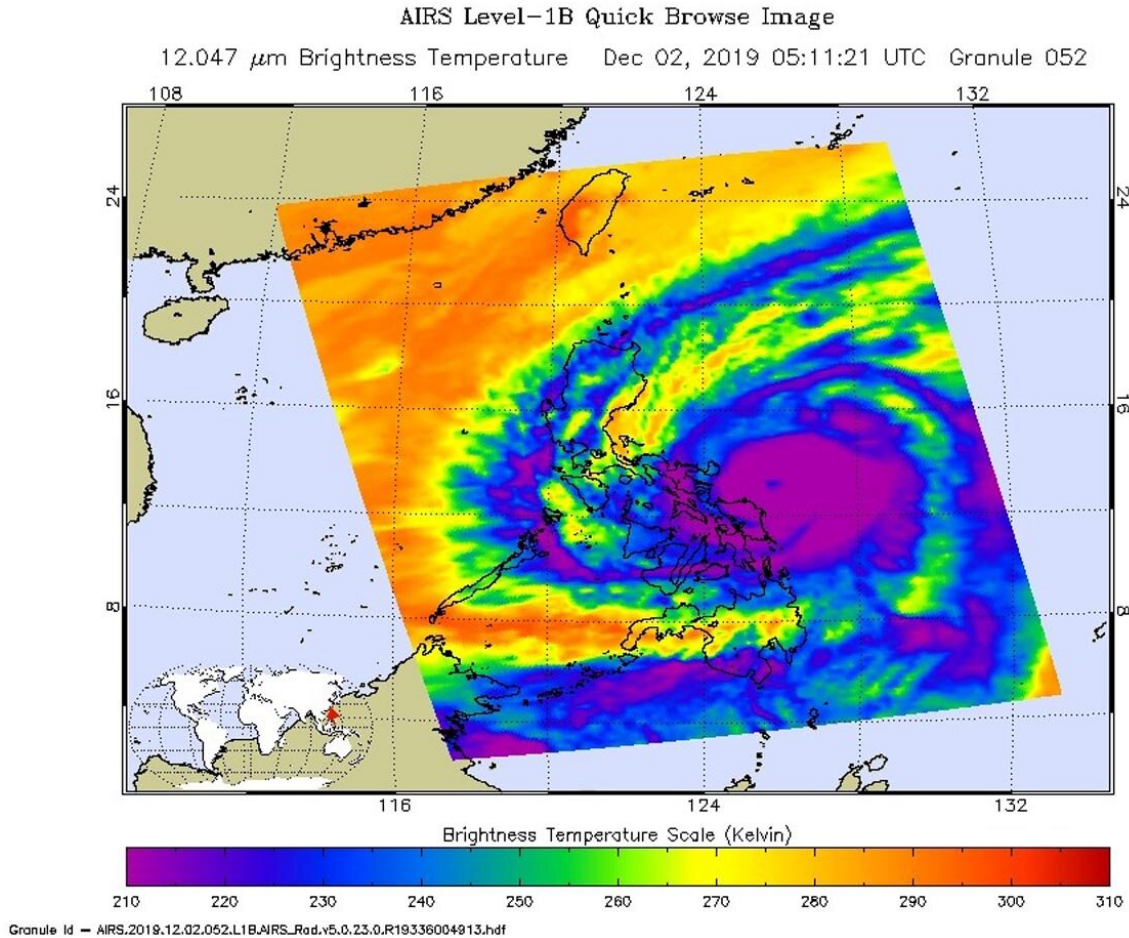 AIRS Level-1B Quick Browse Image
12.047 μm Brightness Temperature Dec 02, 2019 05:11:21 UTC Granule 052
108 116 124 132
24 24
16 16
8 8
116 124 132
Brightness Temperature Scale (Kelvin)
210 220 230 240 250 260 270 280 290 300 310
Granule Id - AIRS.2019.12.02.052.L1B.AIRS_Rad.v5.0.23.0.R19336004913.hdf